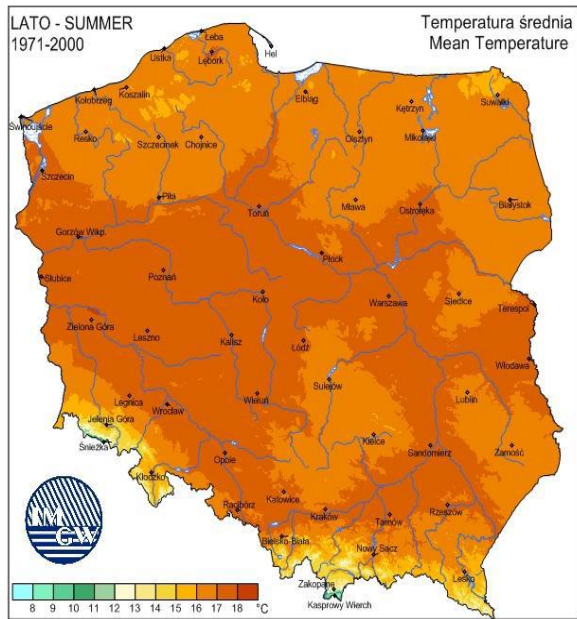 LATO - SUMMER
1971-2000
Temperatura średnia
Mean Temperature
Łeba
Ustka
Hel
Lębork
Koszalin
Kołobrzeg
Elbląg
Kętrzyn
Suwałki
Świnoujście
Resko
Szczecinek
Chojnice
Olsztyn
Mikołajki
Szczecin
Piła
Toruń
Mława
Ostrołęka
Białystok
Gorzów Wlkp.
Płock
Słubice
Poznań
Koło
Warszawa
Siedlce
Terespol
Zielona Góra
Leszno
Kalisz
Łódź
Włodawa
Sulejów
Legnica
Wrocław
Wieluń
Lublin
Jelenia Góra
Śnieżka
Kielce
Sandomierz
Zamość
Kłodzko
Opole
Katowice
Racibórz
Kraków
Tarnów
Rzeszów
Bielsko-Biała
Nowy Sącz
Lesko
Zakopane
Kasprowy Wierch
IMGW
8 9 10 11 12 13 14 15 16 17 18 °C